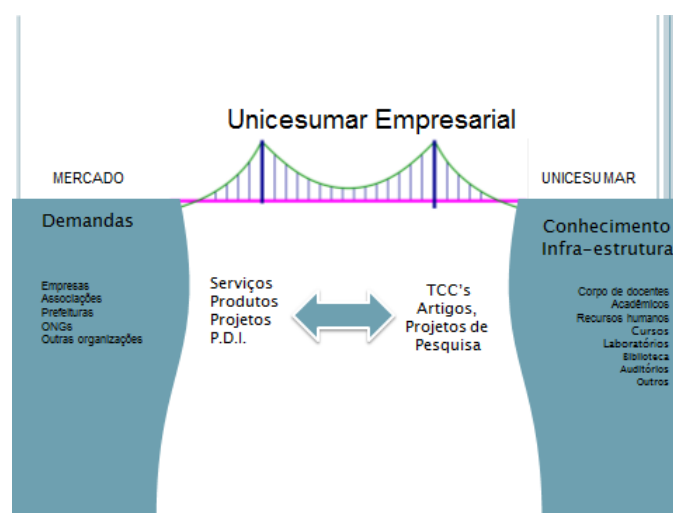 Unicesumar Empresarial
MERCADO
UNICESUMAR
Demandas
Empresas
Associações
Prefeituras
ONGs
Outras organizações
Serviços
Produtos
Projetos
P.D.I.
TCC's
Artigos,
Projetos de
Pesquisa
Conhecimento
Infra-estrutura
Corpo de docentes
Acadêmicos
Recursos humanos
Cursos
Laboratórios
Biblioteca
Auditórios
Outros